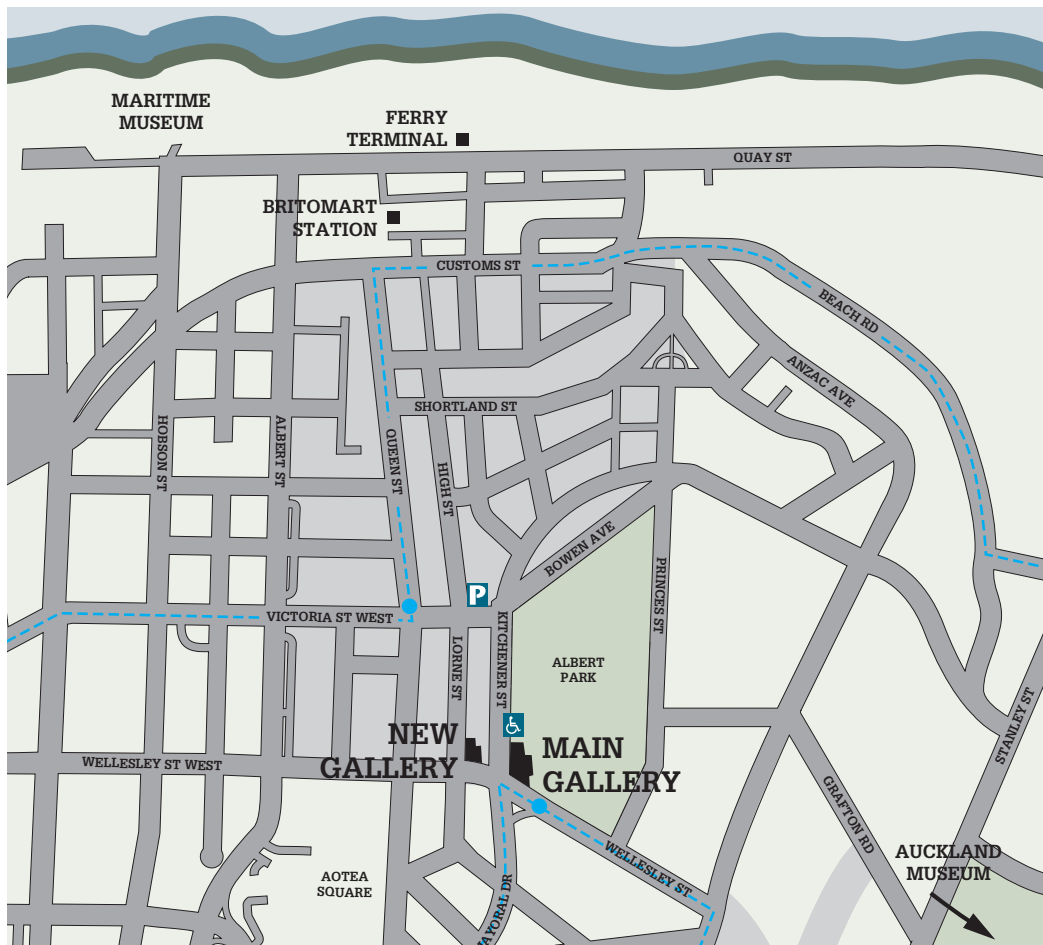 MARITIME
MUSEUM
FERRY
TERMINAL
QUAY ST
BRITOMART
STATION
CUSTOMS ST
BEACH RD
ANZAC AVE
SHORTLAND ST
HOBSON ST
ALBERT ST
QUEEN ST
HIGH ST
BOWEN AVE
PRINCES ST
P
VICTORIA ST WEST
KITCHENER ST
LORNE ST
ALBERT
PARK
STANLEY ST
NEW
GALLERY
MAIN
GALLERY
WELLESLEY ST WEST
GRAFTON RD
WELLESLEY ST
AUCKLAND
MUSEUM
AOTEA
SQUARE
MAYORAL DR